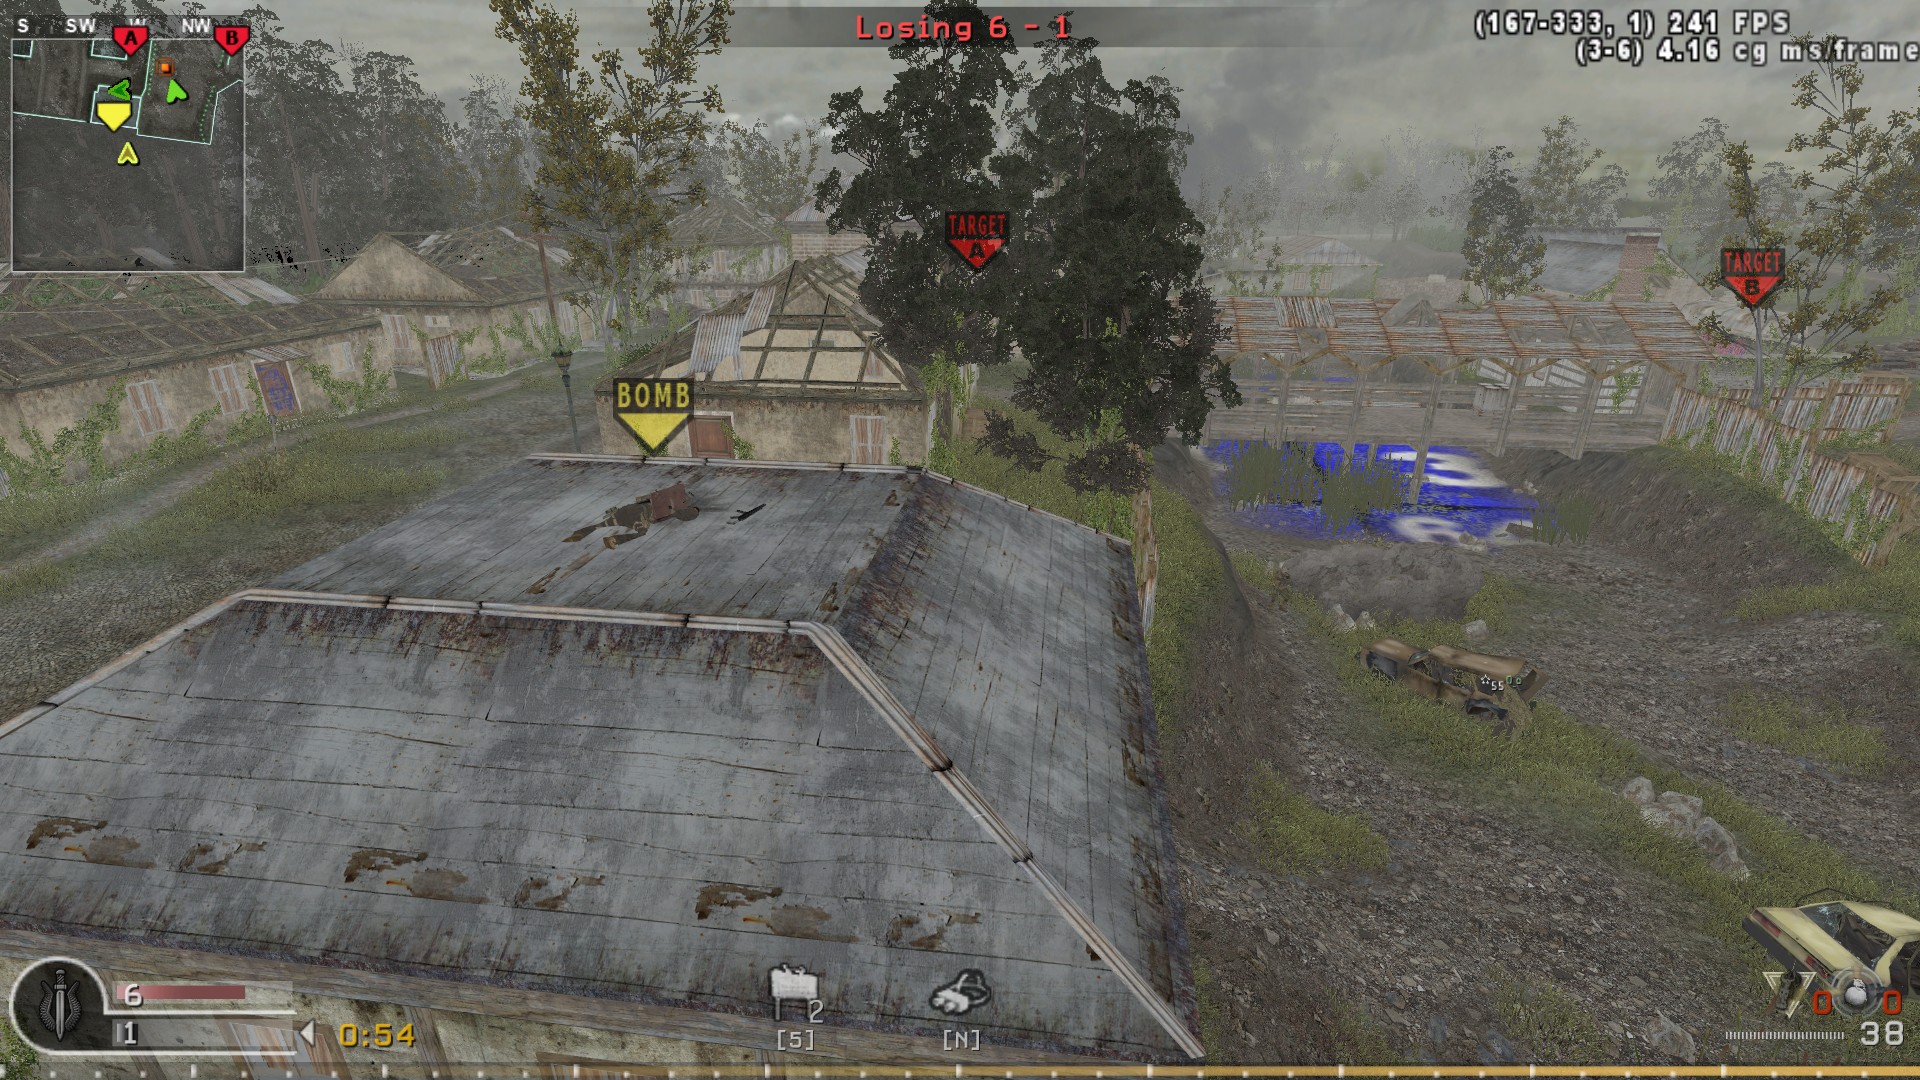 S SW W NW
A
B
Losing 6 - 1
(167-333, 1) 241 FPS
(3-6) 4.16 cg ms/frame
TARGET
A
TARGET
B
BOMB
55
6
1
0:54
2
[5]
[N]
0 0
38